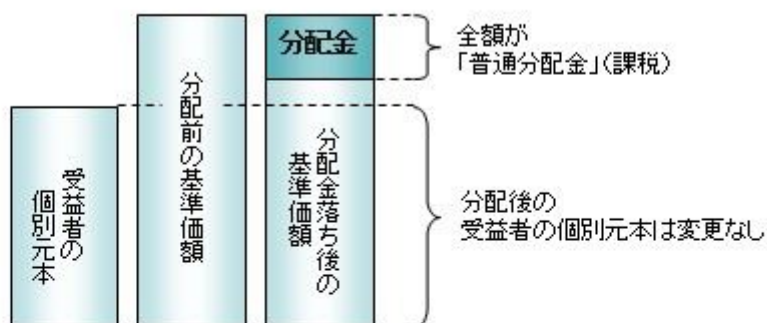 受益者の
個別元本
分配前の基準価額
分配金
分配金落ち後の
基準価額
全額が
「普通分配金」(課税)
分配後の
受益者の個別元本は変更なし